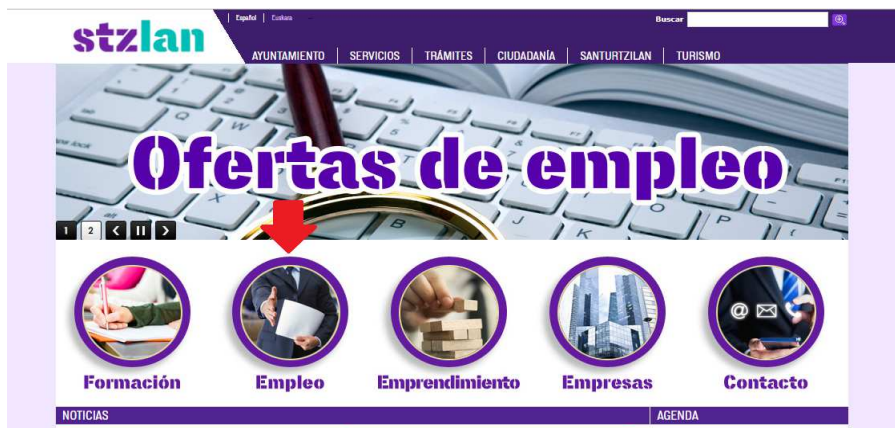 stzlan
Español | Euskara
Buscar
AYUNTAMIENTO | SERVICIOS | TRÁMITES | CIUDADANÍA | SANTURTZILAN | TURISMO
Ofertas de empleo
1 2
Formación Empleo Emprendimiento Empresas Contacto
NOTICIAS AGENDA